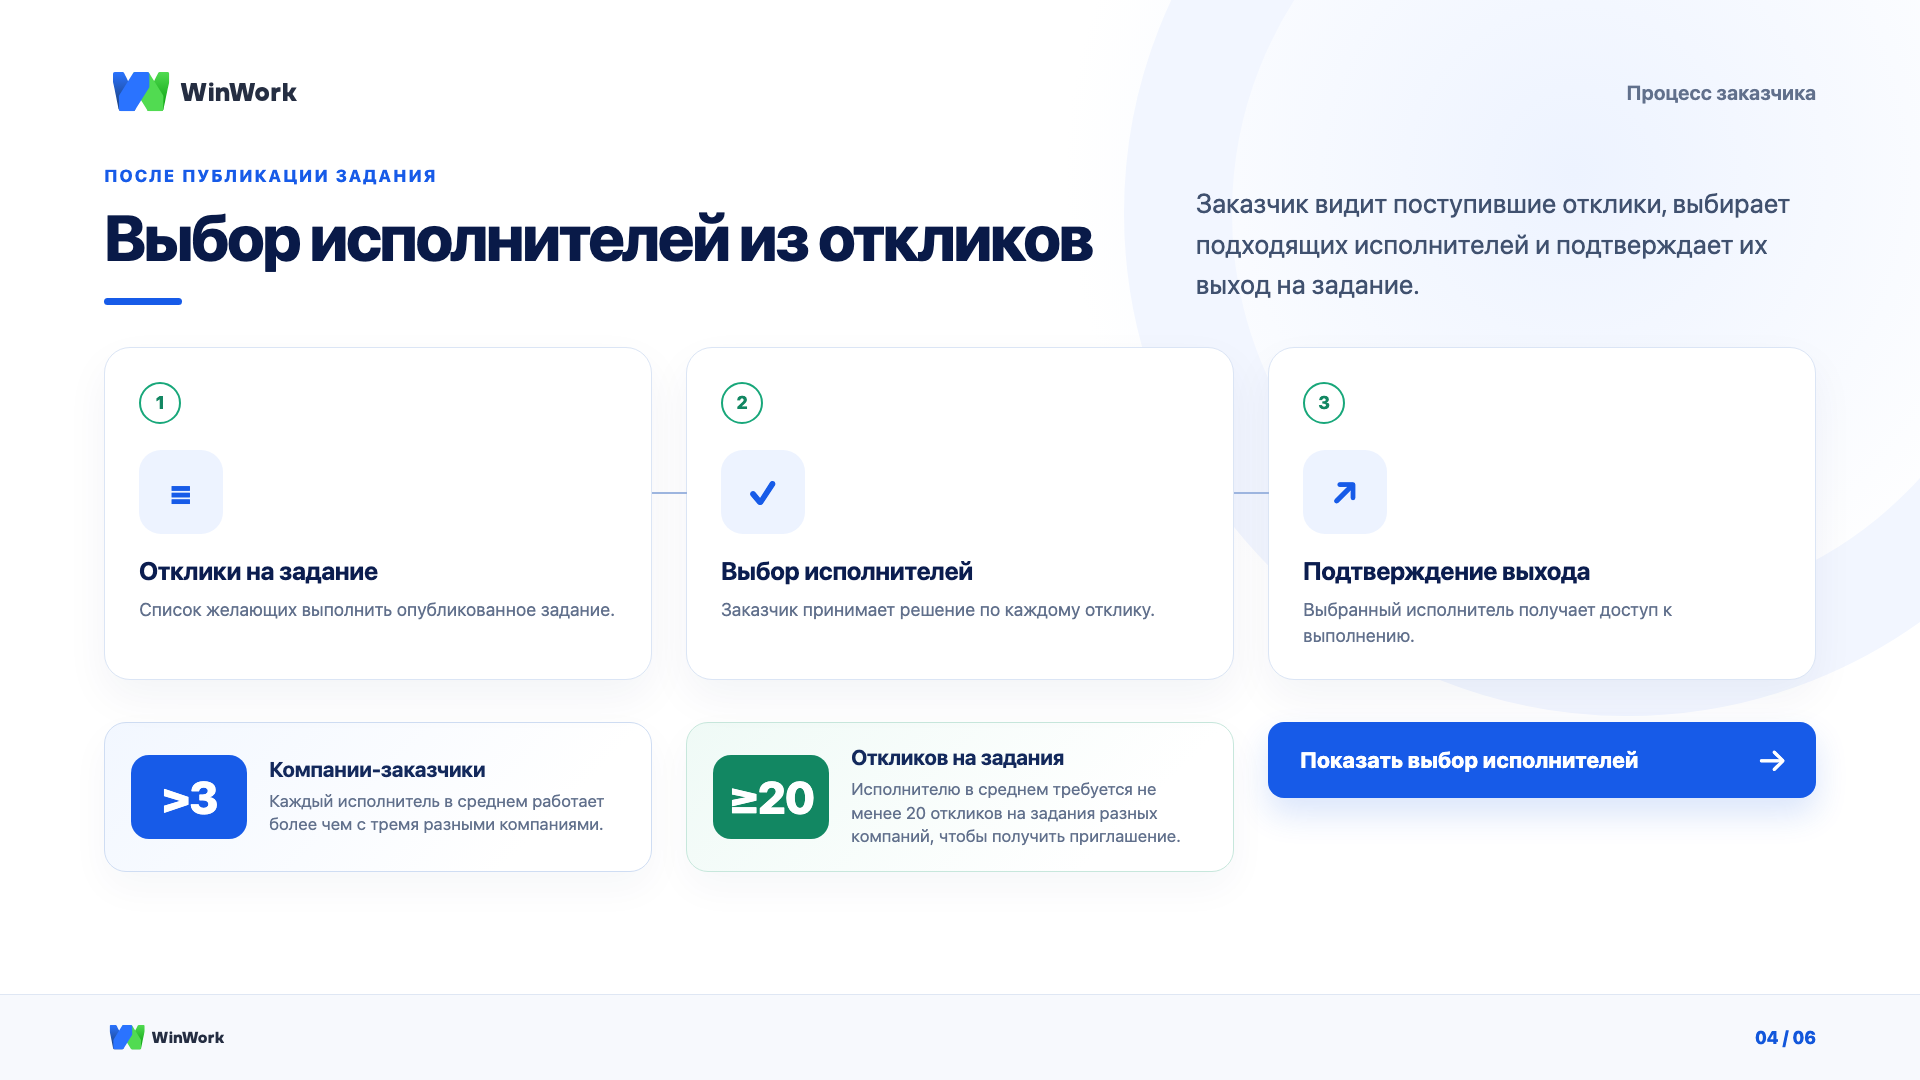 WinWork
Процесс заказчика
ПОСЛЕ ПУБЛИКАЦИИ ЗАДАНИЯ
Выбор исполнителей из откликов
Заказчик видит поступившие отклики, выбирает
подходящих исполнителей и подтверждает их
выход на задание.
1
Отклики на задание
Список желающих выполнить опубликованное задание.
2
Выбор исполнителей
Заказчик принимает решение по каждому отклику.
3
Подтверждение выхода
Выбранный исполнитель получает доступ к
выполнению.
>3
Компании-заказчики
Каждый исполнитель в среднем работает
более чем с тремя разными компаниями.
≥20
Откликов на задания
Исполнителю в среднем требуется не
менее 20 откликов на задания разных
компаний, чтобы получить приглашение.
Показать выбор исполнителей
WinWork
04 / 06